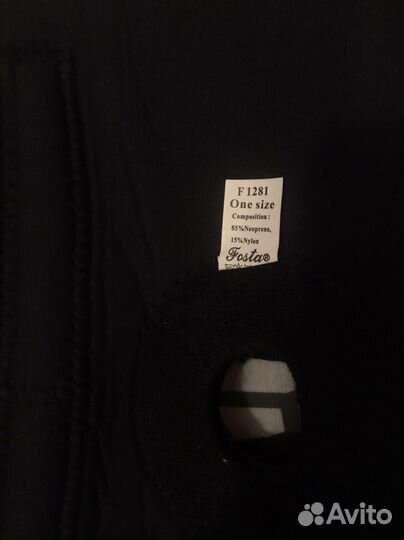 F 1281
One size
Composition :
85%Neoprene,
15%Nylon
Fosta®
Avito